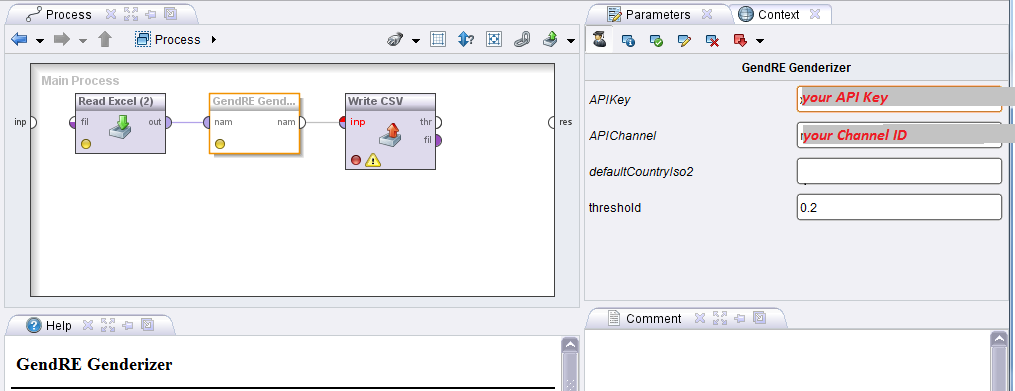 Process
Parameters
Context
Process
GendRE Genderizer
Main Process
Read Excel (2)
GendRE Gend...
Write CSV
APIKey
your API Key
inp
fil
out
nam
nam
inp
thr
res
fil
APIChannel
your Channel ID
defaultCountryIso2
threshold
0.2
Help
Comment
GendRE Genderizer